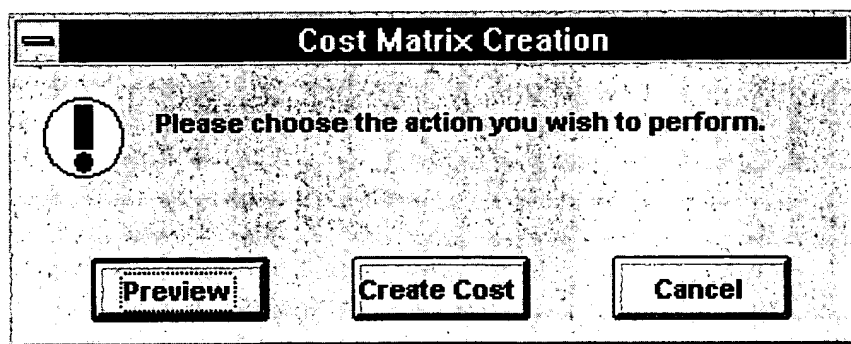 Cost Matrix Creation
Please choose the action you wish to perform.
Preview Create Cost Cancel